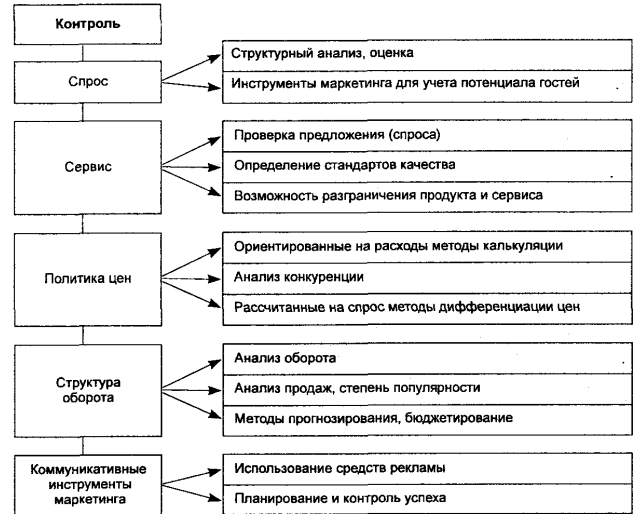 Контроль
Спрос
Структурный анализ, оценка
Инструменты маркетинга для учета потенциала гостей
Сервис
Проверка предложения (спроса)
Определение стандартов качества
Возможность разграничения продукта и сервиса
Политика цен
Ориентированные на расходы методы калькуляции
Анализ конкуренции
Рассчитанные на спрос методы дифференциации цен
Структура
оборота
Анализ оборота
Анализ продаж, степень популярности
Методы прогнозирования, бюджетирование
Коммуникативные
инструменты
маркетинга
Использование средств рекламы
Планирование и контроль успеха